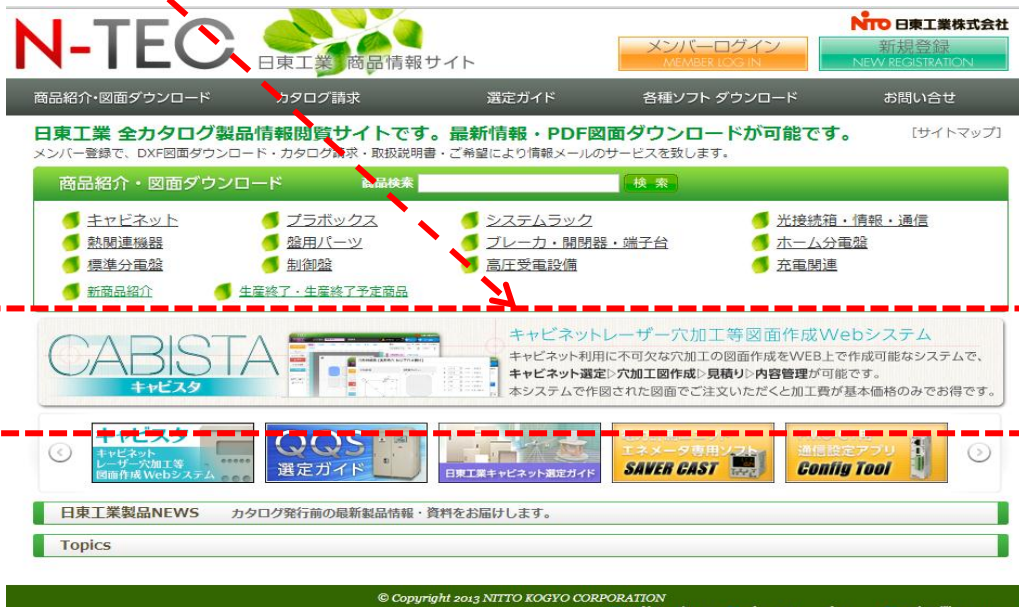 N-TEC
日東工業 商品情報サイト
NITO 日東工業株式会社
メンバーログイン
MEMBER LOG IN
新規登録
NEW REGISTRATION
商品紹介・図面ダウンロード カタログ請求 選定ガイド 各種ソフト ダウンロード お問い合せ
日東工業 全カタログ製品情報閲覧サイトです。最新情報・PDF図面ダウンロードが可能です。 [サイトマップ]
メンバー登録で、DXF図面ダウンロード・カタログ請求・取扱説明書・ご希望により情報メールのサービスを致します。
商品紹介・図面ダウンロード 商品検索 検 索
キャビネット プラボックス システムラック 光接続箱・情報・通信
熱関連機器 盤用パーツ ブレーカ・開閉器・端子台 ホーム分電盤
標準分電盤 制御盤 高圧受電設備 充電関連
新商品紹介 生産終了・生産終了予定商品
CABISTA
キャビスタ
キャビネットレーザー穴加工等図面作成Webシステム
キャビネット利用に不可欠な穴加工の図面作成をWEB上で作成可能なシステムで、
キャビネット選定▷穴加工図作成▷見積り▷内容管理が可能です。
本システムで作図された図面でご注文いただくと加工費が基本価格のみでお得です。
キャビスタ
キャビネット
レーザー穴加工等
図面作成 Webシステム
QQS
選定ガイド
日東工業キャビネット選定ガイド
エネメータ専用ソフト
SAVER CAST
通信設定アプリ
Config Tool
日東工業製品NEWS カタログ発行前の最新製品情報・資料をお届けします。
Topics
© Copyright 2013 NITTO KOGYO CORPORATION